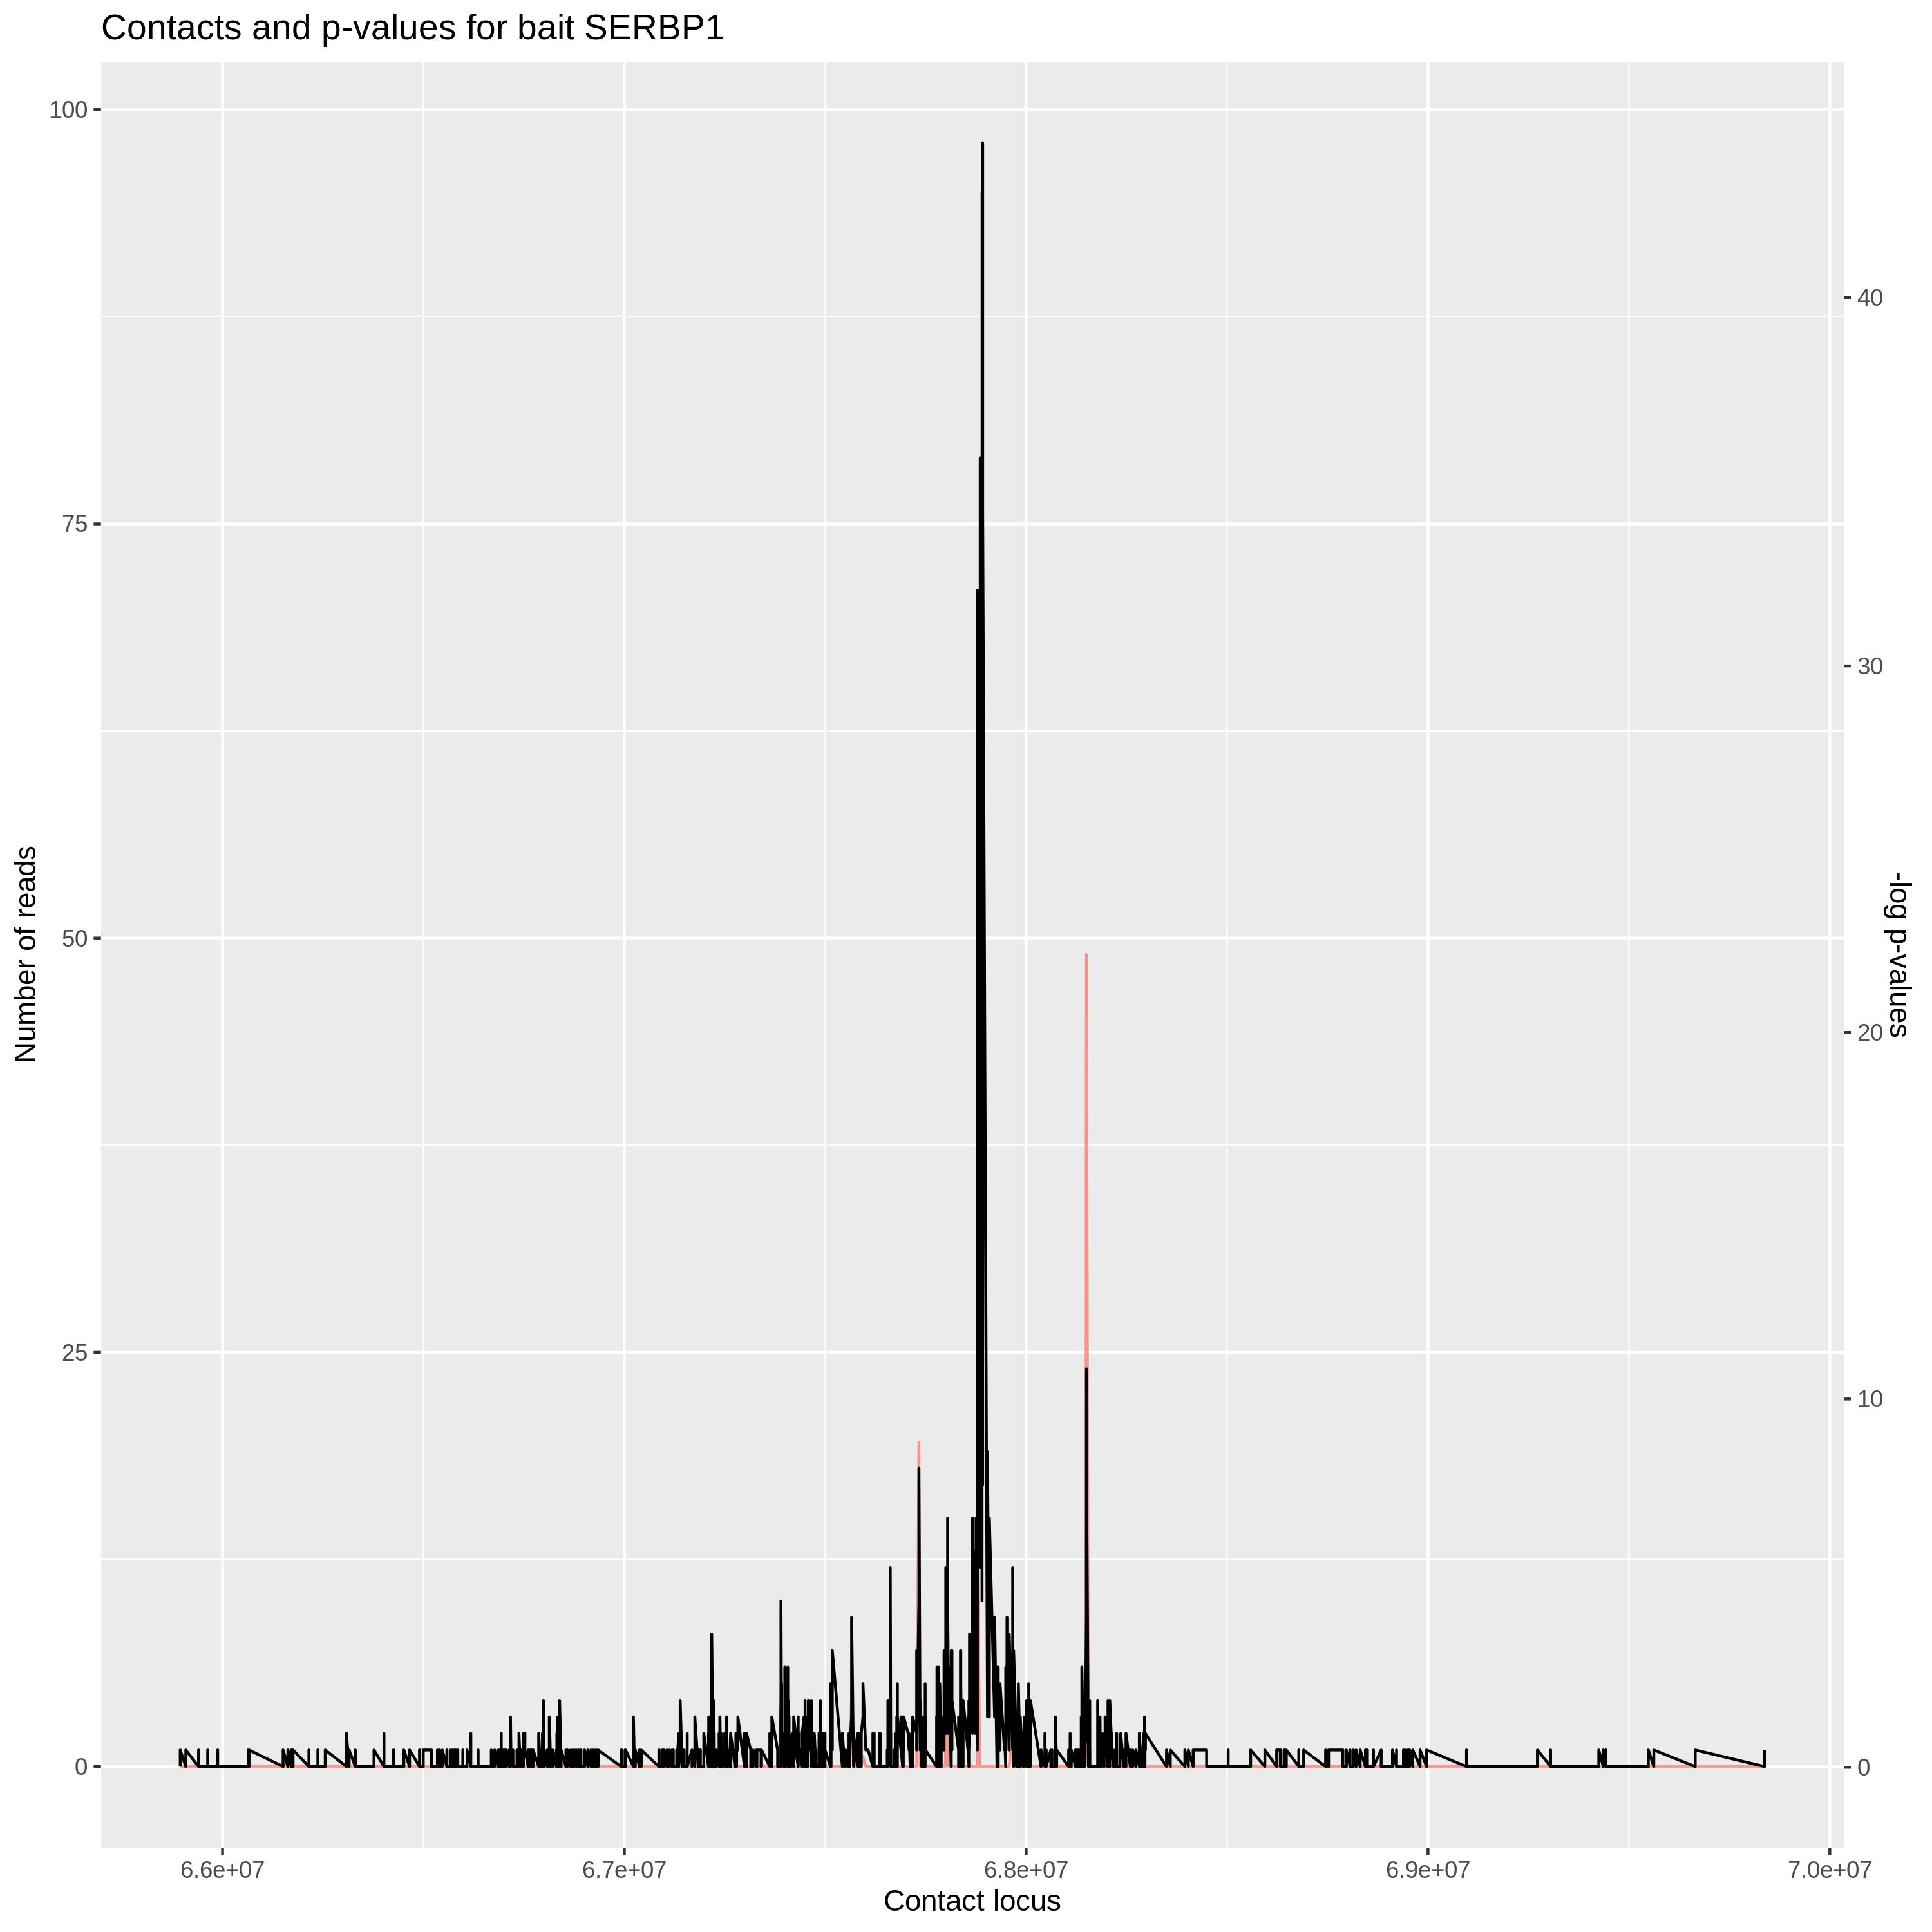 Contacts and p-values for bait SERBP1
100
75
50
25
0
Number of reads
40
30
20
10
0
-log p-values
6.6e+07
6.7e+07
6.8e+07
6.9e+07
7.0e+07
Contact locus